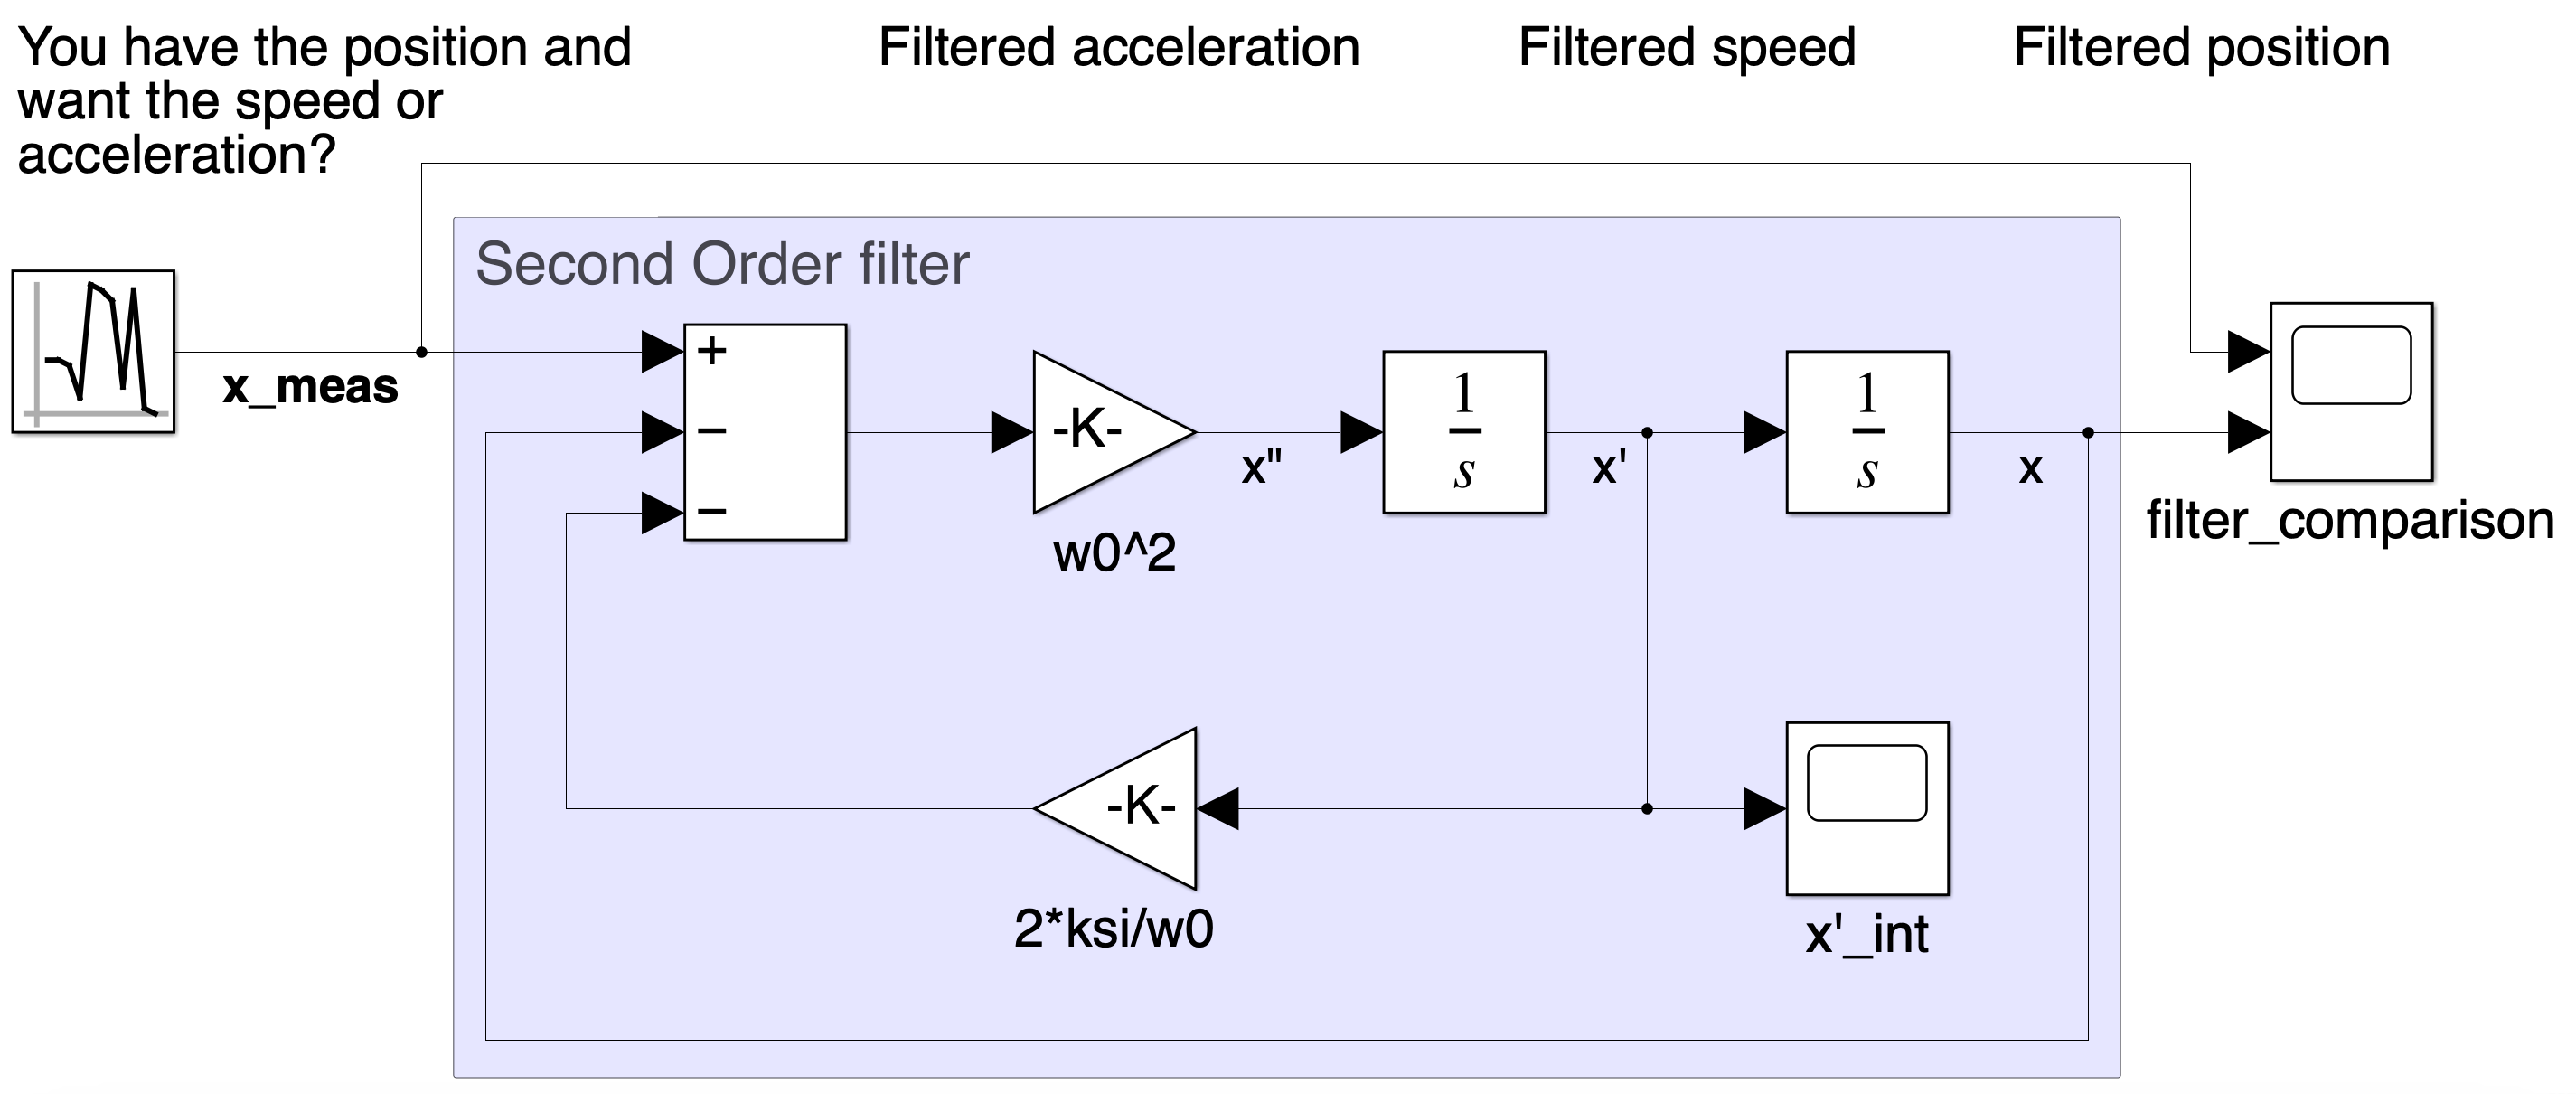 You have the position and
want the speed or
acceleration?
Filtered acceleration
Filtered speed
Filtered position
Second Order filter
x_meas
+
−
−
-K-
w0^2
x"
1
s
x'
1
s
x
filter_comparison
-K-
2*ksi/w0
x'_int